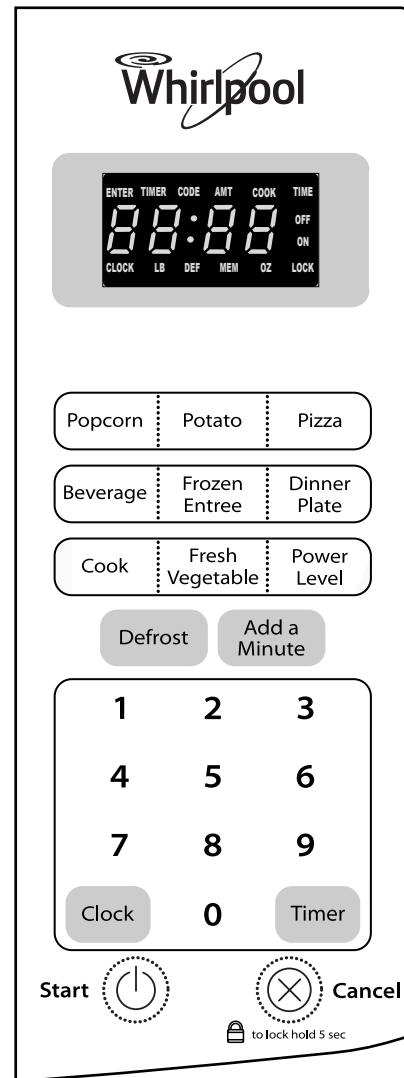 Whirlpool
ENTER TIMER CODE AMT COOK TIME
88:88
OFF
ON
CLOCK LB DEF MEM OZ LOCK
Popcorn Potato Pizza
Beverage Frozen Entree Dinner Plate
Cook Fresh Vegetable Power Level
Defrost Add a Minute
1 2 3
4 5 6
7 8 9
Clock 0 Timer
Start Cancel
to lock hold 5 sec